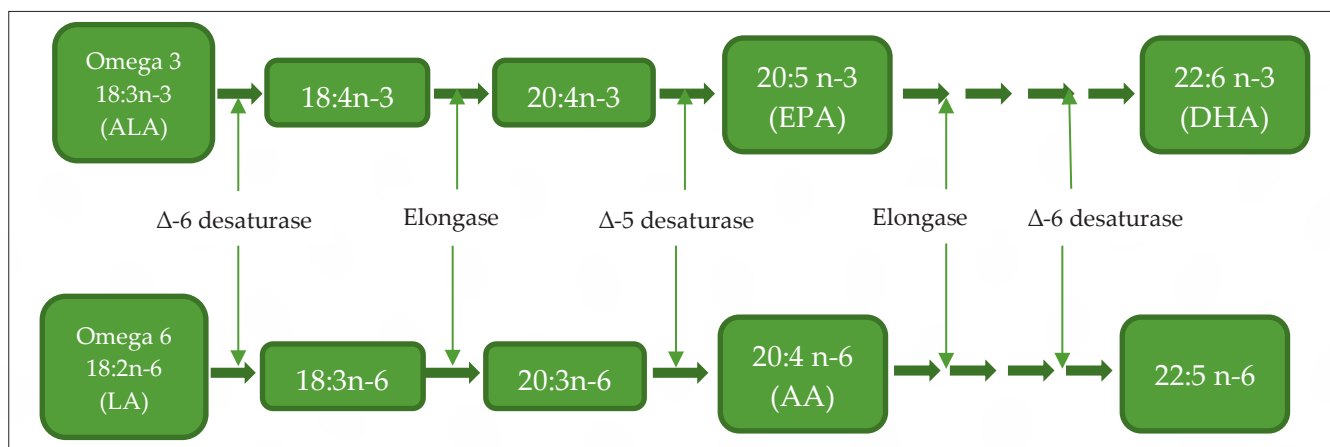 Omega 3
18:3n-3
(ALA)
18:4n-3
20:4n-3
20:5 n-3
(EPA)
22:6 n-3
(DHA)
Δ-6 desaturase
Elongase
Δ-5 desaturase
Elongase
Δ-6 desaturase
Omega 6
18:2n-6
(LA)
18:3n-6
20:3n-6
20:4 n-6
(AA)
22:5 n-6